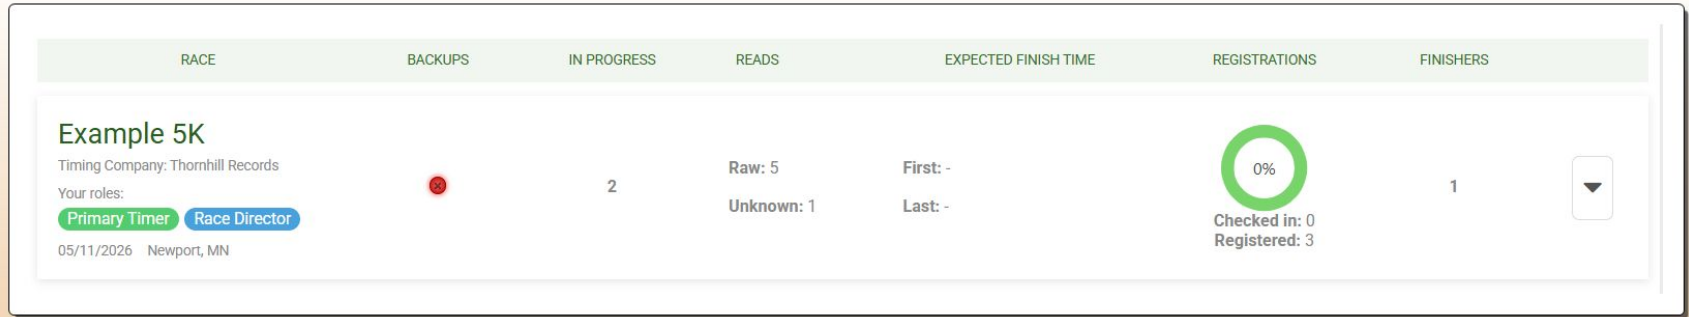 RACE BACKUPS IN PROGRESS READS EXPECTED FINISH TIME REGISTRATIONS FINISHERS
Example 5K
Timing Company: Thornhill Records
Your roles:
Primary Timer Race Director
05/11/2026 Newport, MN
2
Raw: 5
Unknown: 1
First: -
Last: -
0%
Checked in: 0
Registered: 3
1